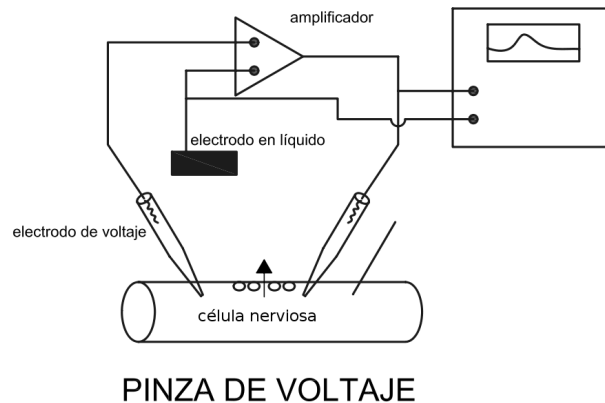 amplificador
electrodo en líquido
electrodo de voltaje
célula nerviosa
PINZA DE VOLTAJE